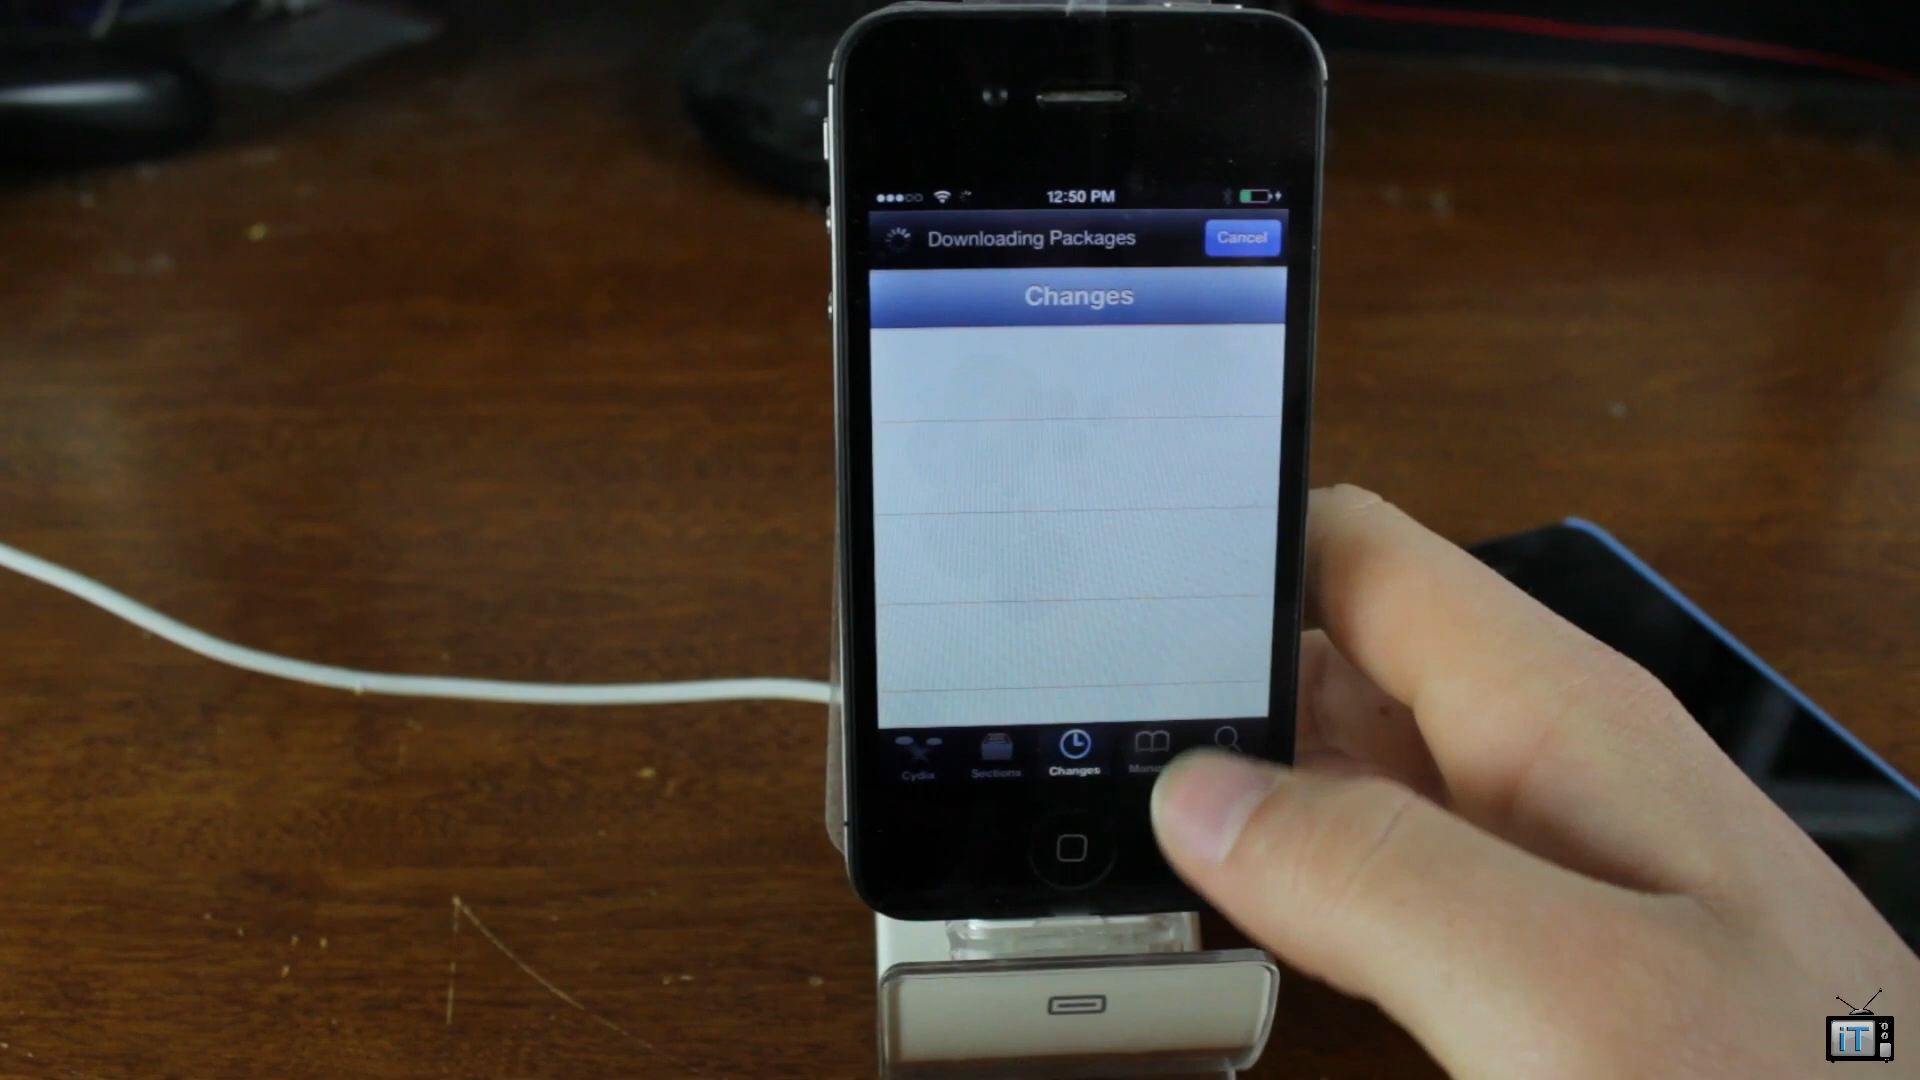 12:50 PM
Downloading Packages
Cancel
Changes
Cydia
Sections
Changes
iT